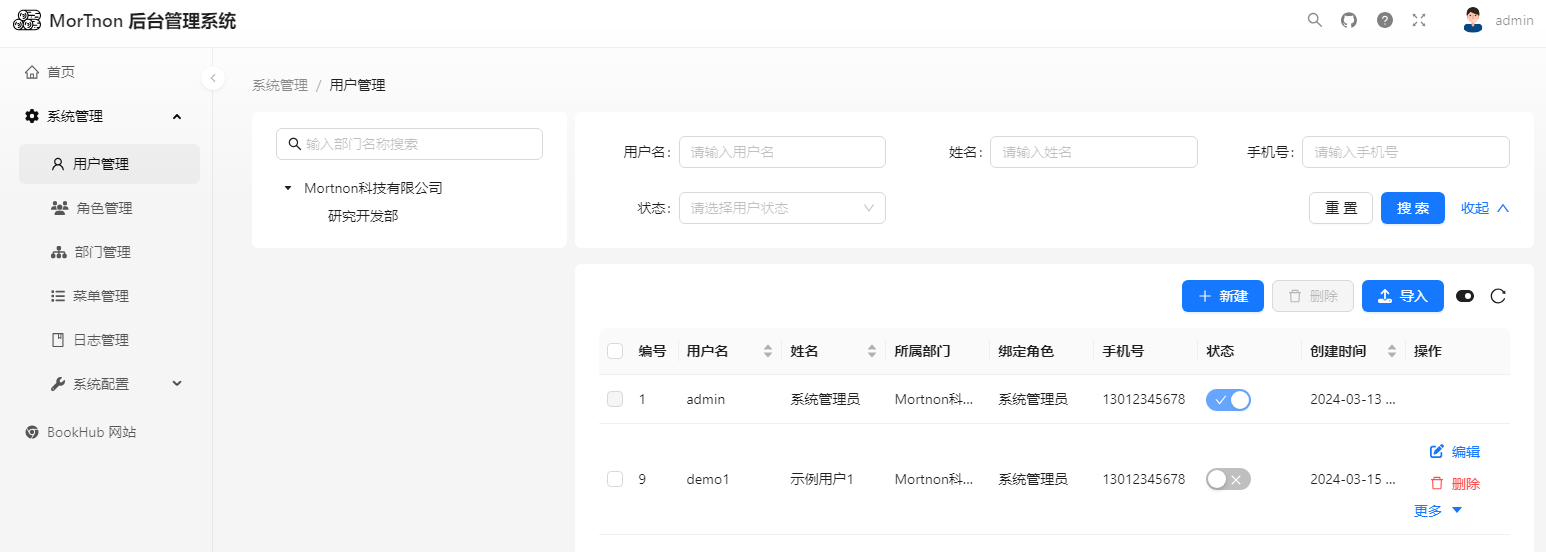 MorTnon 后台管理系统
admin
首页
系统管理
用户管理
角色管理
部门管理
菜单管理
日志管理
系统配置
BookHub 网站
系统管理 / 用户管理
输入部门名称搜索
Mortnon科技有限公司
研究开发部
用户名: 请输入用户名 姓名: 请输入姓名 手机号: 请输入手机号
状态: 请选择用户状态 重 置 搜 索 收起
新建 删除 导入
编号 用户名 姓名 所属部门 绑定角色 手机号 状态 创建时间 操作
1 admin 系统管理员 Mortnon科... 系统管理员 13012345678 2024-03-13 ...
9 demo1 示例用户1 Mortnon科... 系统管理员 13012345678 2024-03-15 ... 编辑
删除
更多